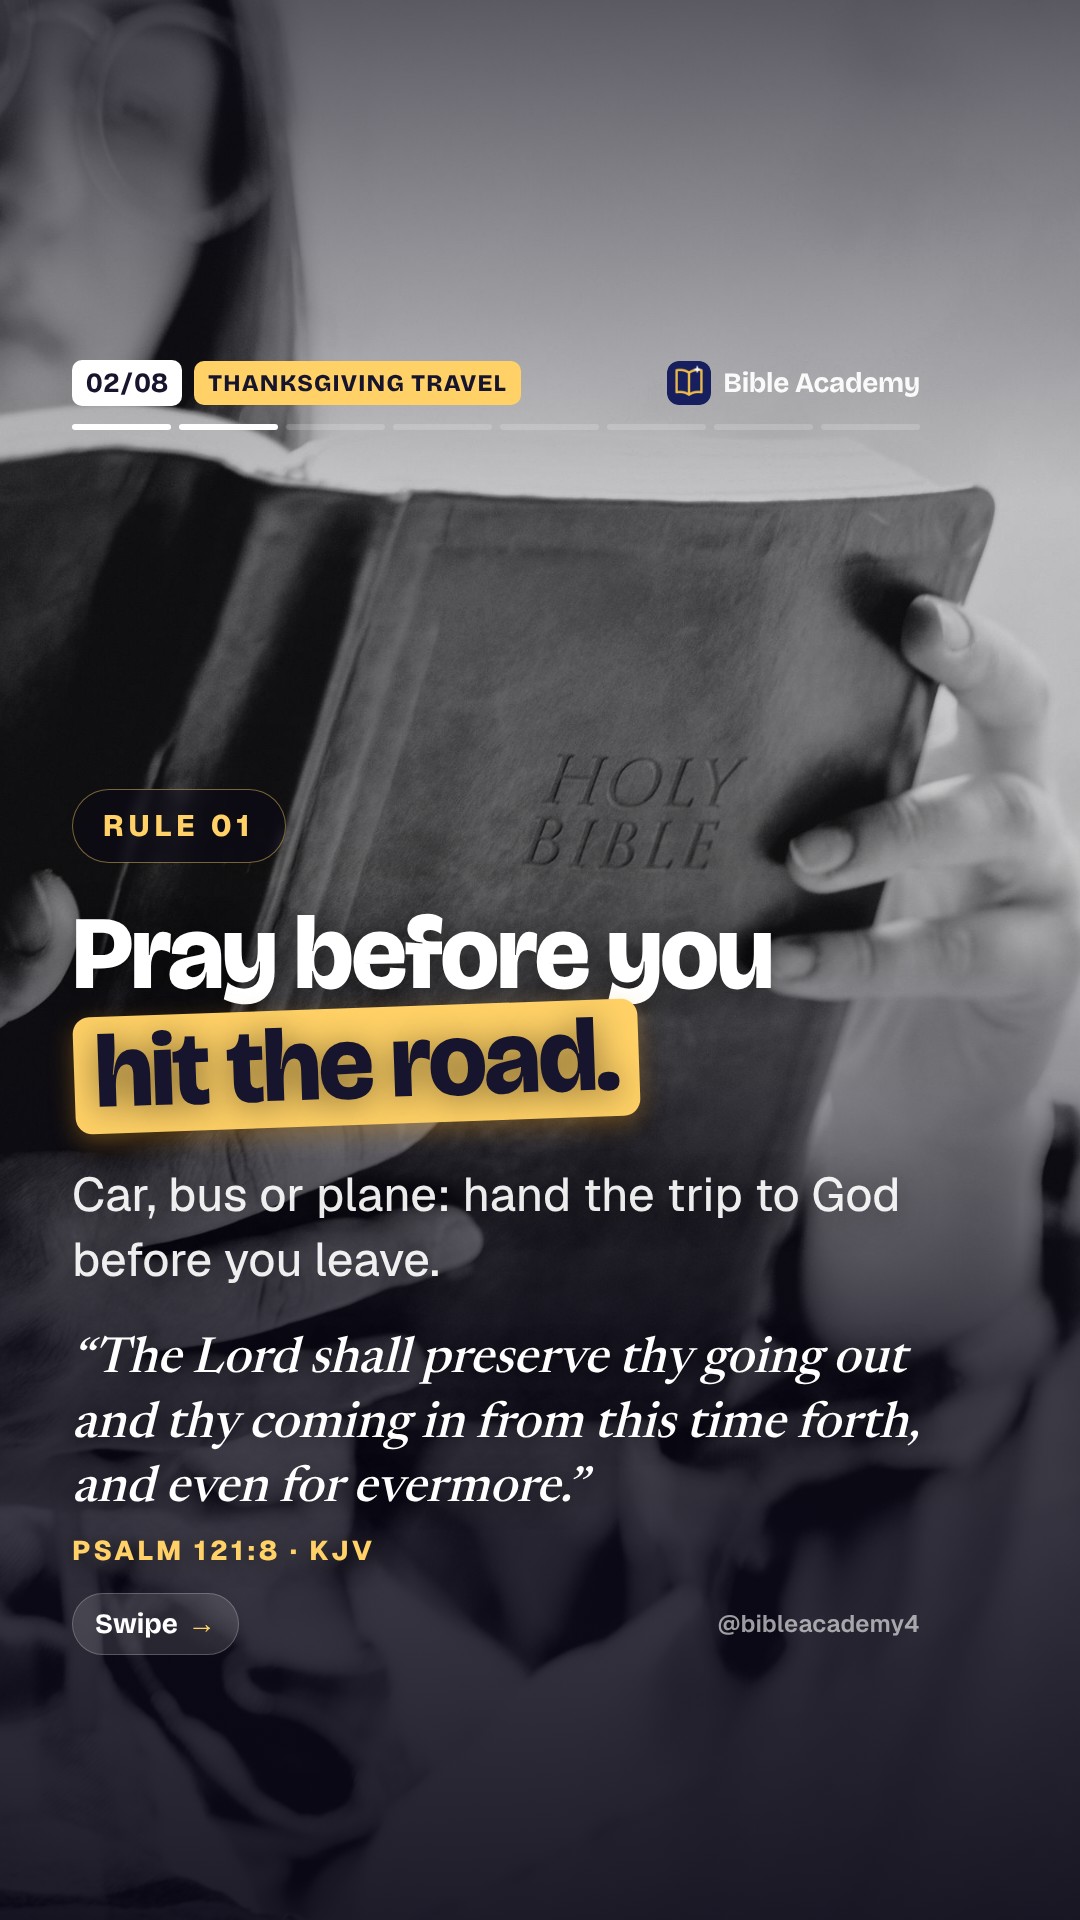 02/08 THANKSGIVING TRAVEL
Bible Academy
HOLY
BIBLE
RULE 01
Pray before you
hit the road.
Car, bus or plane: hand the trip to God
before you leave.
“The Lord shall preserve thy going out
and thy coming in from this time forth,
and even for evermore.”
PSALM 121:8 · KJV
Swipe →
@bibleacademy4